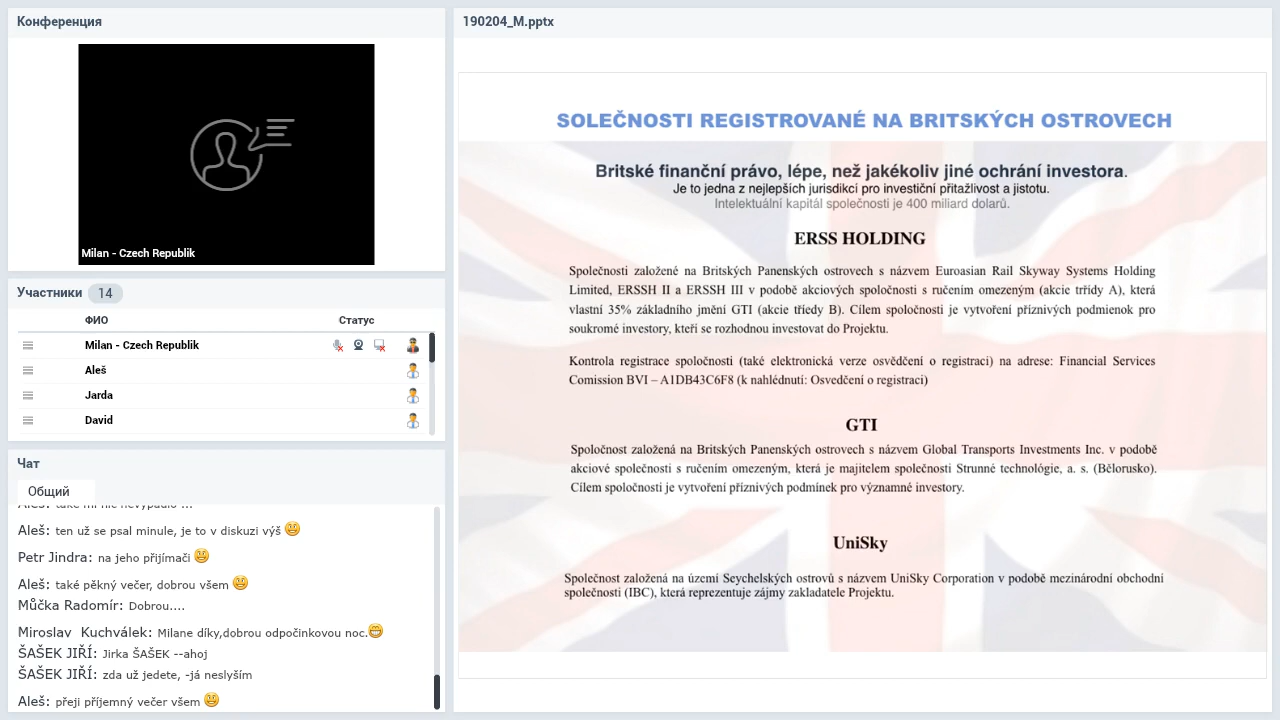 Конференция
Milan - Czech Republik
Участники 14
ФИО Статус
Milan - Czech Republik
Aleš
Jarda
David
Чат
Общий
Aleš: také mi nic nevypadlo ...
Aleš: ten už se psal minule, je to v diskuzi výš
Petr Jindra: na jeho přijímači
Aleš: také pěkný večer, dobrou všem
Můčka Radomír: Dobrou....
Miroslav Kuchválek: Milane díky,dobrou odpočinkovou noc.
ŠAŠEK JIŘÍ: Jirka ŠAŠEK --ahoj
ŠAŠEK JIŘÍ: zda už jedete, -já neslyším
Aleš: přeji příjemný večer všem
190204_M.pptx
SOLEČNOSTI REGISTROVANÉ NA BRITSKÝCH OSTROVECH
Britské finanční právo, lépe, než jakékoliv jiné ochrání investora.
Je to jedna z nejlepších jurisdikcí pro investiční přitažlivost a jistotu.
Intelektuální kapitál společnosti je 400 miliard dolarů.
ERSS HOLDING
Společnosti založené na Britských Panenských ostrovech s názvem Euroasian Rail Skyway Systems Holding
Limited, ERSSH II a ERSSH III v podobě akciových spoločnosti s ručením omezeným (akcie třŕídy A), která
vlastní 35% základního jmění GTI (akcie třŕedy B). Cílem spoločnosti je vytvoření příznivých podmienok pro
soukromé investory, kteří se rozhodnou investovat do Projektu.
Kontrola registrace spoločnosti (také elektronická verze osvědčení o registraci) na adrese: Financial Services
Comission BVI – A1DB43C6F8 (k nahlédnutí: Osvedčení o registraci)
GTI
Spoločnost založená na Britských Panenských ostrovech s názvem Global Transports Investments Inc. v podobě
akciové společnosti s ručením omezeným, která je majitelem společnosti Strunné technológie, a. s. (Bělorusko).
Cílem spoločnosti je vytvoření příznivých podmínek pro významné investory.
UniSky
Společnost založená na území Seychelských ostrovů s názvem UniSky Corporation v podobě mezinárodní obchodní
společnosti (IBC), která reprezentuje zájmy zakladatele Projektu.